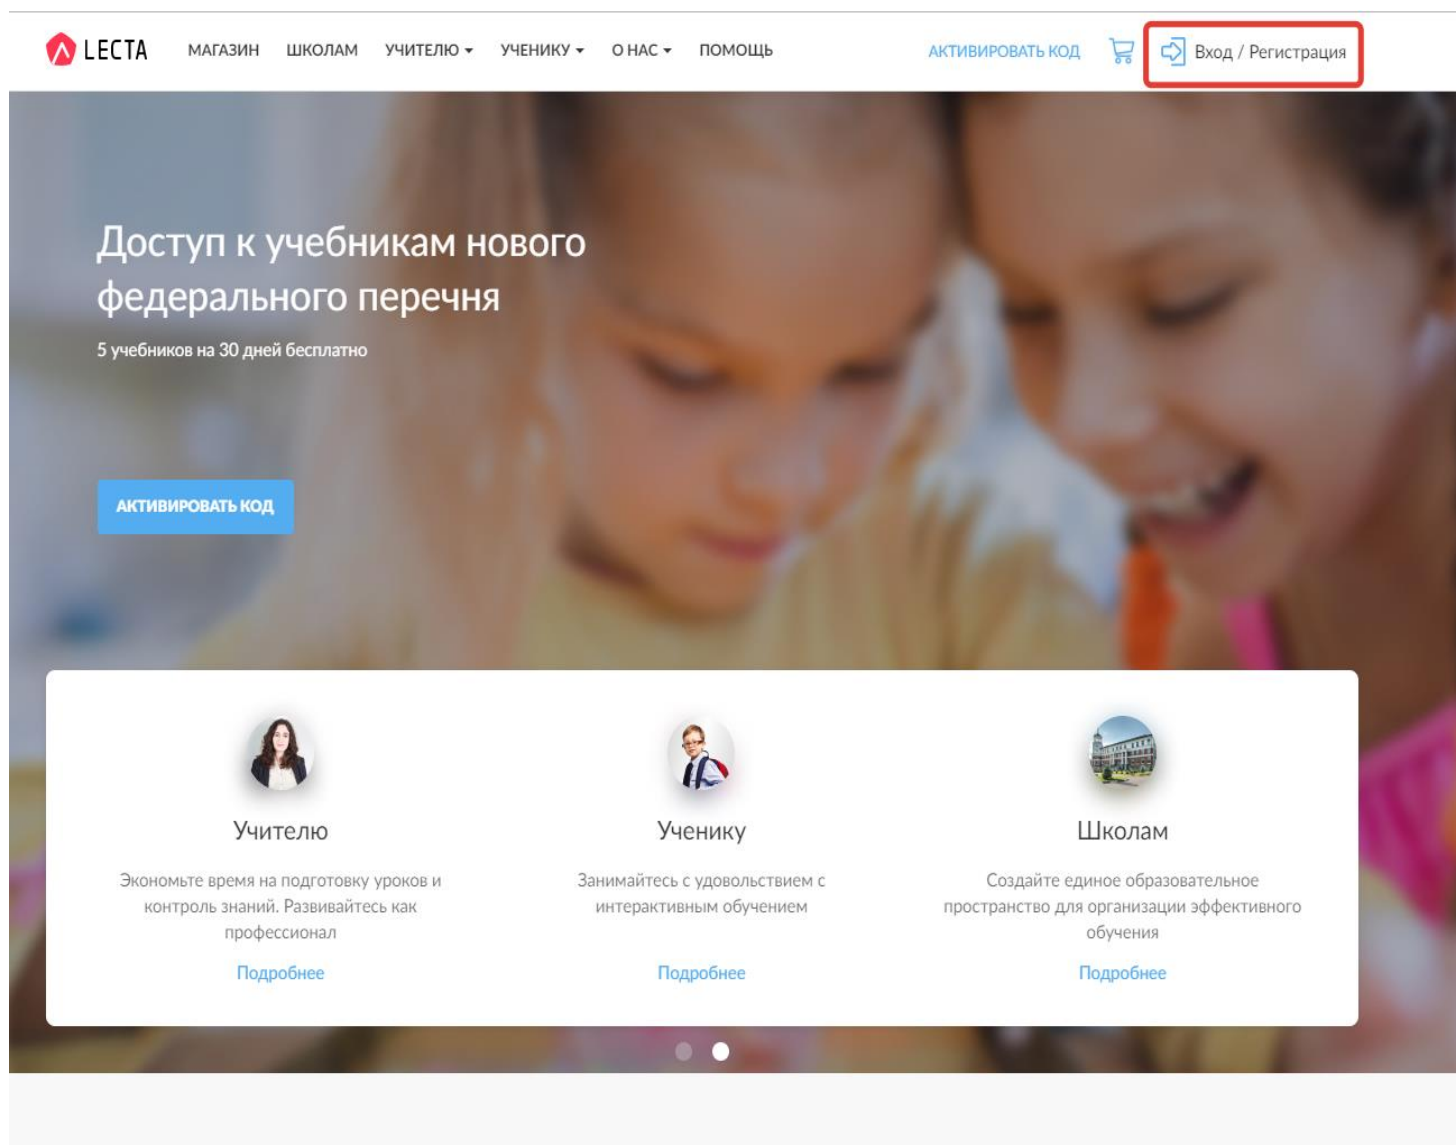 LECTA МАГАЗИН ШКОЛАМ УЧИТЕЛЮ УЧЕНИКУ О НАС ПОМОЩЬ АКТИВИРОВАТЬ КОД Вход / Регистрация
Доступ к учебникам нового
федерального перечня
5 учебников на 30 дней бесплатно
АКТИВИРОВАТЬ КОД
Учителю
Экономьте время на подготовку уроков и
контроль знаний. Развивайтесь как
профессионал
Подробнее
Ученику
Занимайтесь с удовольствием с
интерактивным обучением
Подробнее
Школам
Создайте единое образовательное
пространство для организации эффективного
обучения
Подробнее